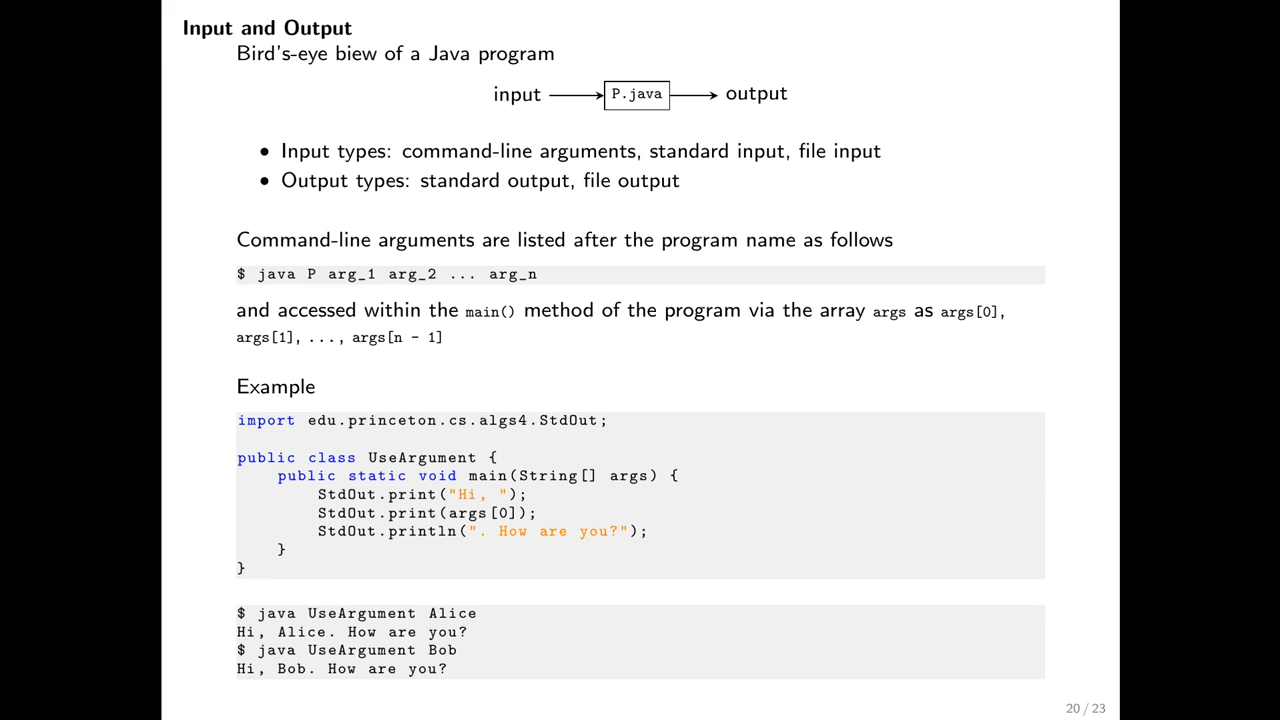 Input and Output
Bird's-eye biew of a Java program
input P.java output
• Input types: command-line arguments, standard input, file input
• Output types: standard output, file output
Command-line arguments are listed after the program name as follows
$ java P arg_1 arg_2 ... arg_n
and accessed within the main() method of the program via the array args as args[0],
args[1], ..., args[n - 1]
Example
import edu.princeton.cs.algs4.StdOut;
public class UseArgument {
    public static void main(String[] args) {
        StdOut.print("Hi, ");
        StdOut.print(args[0]);
        StdOut.println(". How are you?");
    }
}
$ java UseArgument Alice
Hi, Alice. How are you?
$ java UseArgument Bob
Hi, Bob. How are you?
20 / 23